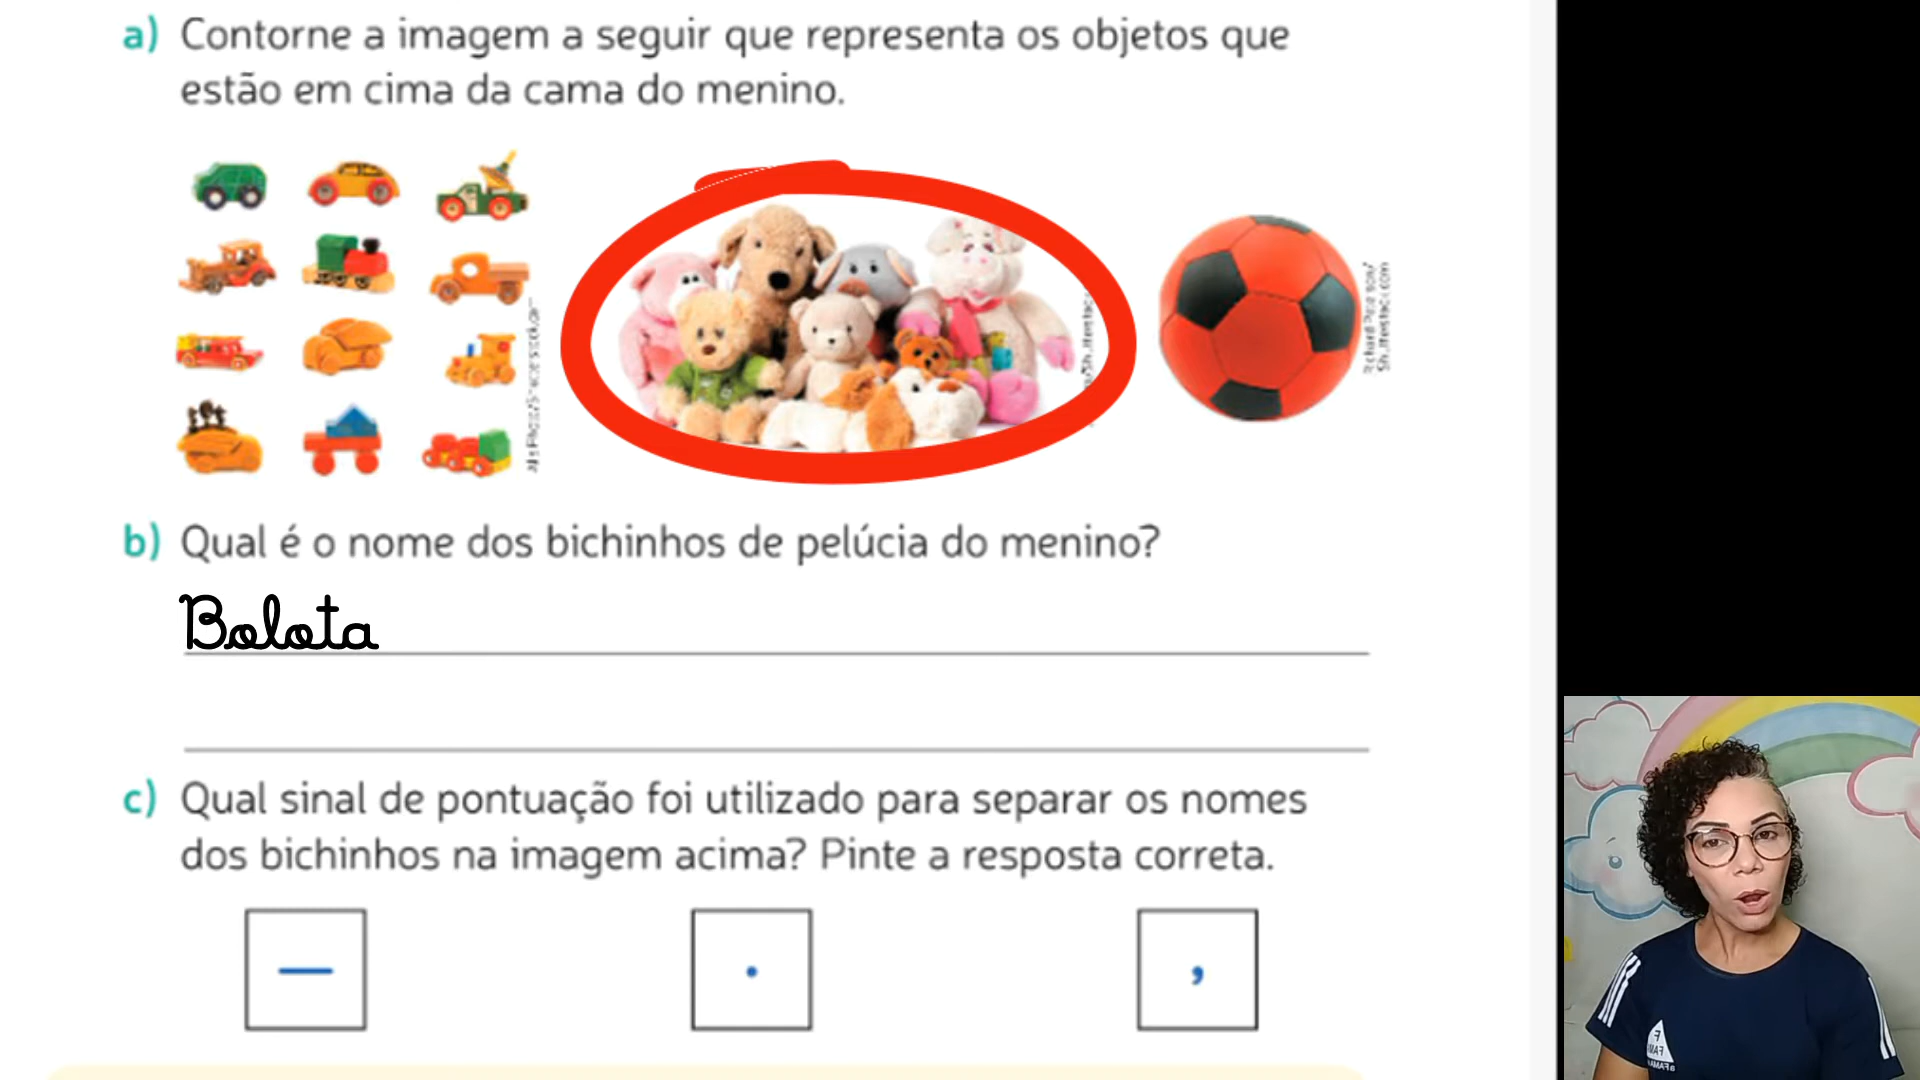 a) Contorne a imagem a seguir que representa os objetos que
estão em cima da cama do menino.
b) Qual é o nome dos bichinhos de pelúcia do menino?
Bolota
c) Qual sinal de pontuação foi utilizado para separar os nomes
dos bichinhos na imagem acima? Pinte a resposta correta.
— . ,